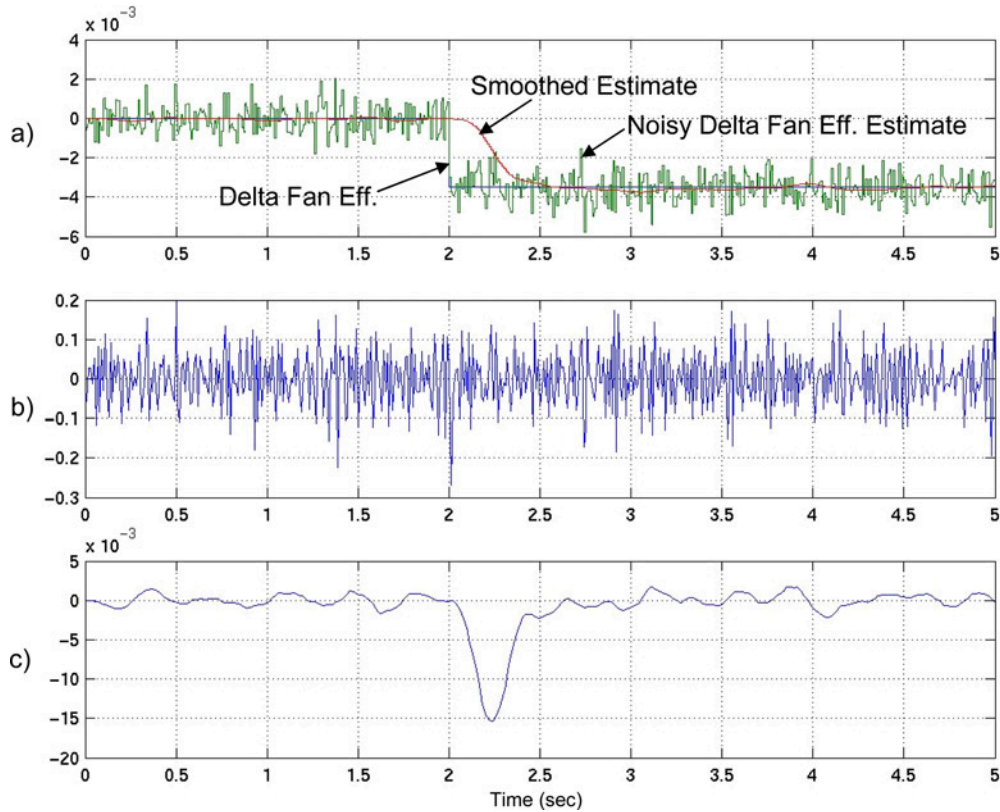 x 10⁻³
4
2
0
−2
−4
−6
a)
Smoothed Estimate
Noisy Delta Fan Eff. Estimate
Delta Fan Eff.
0 0.5 1 1.5 2 2.5 3 3.5 4 4.5 5
0.2
0.1
0
−0.1
−0.2
−0.3
b)
0 0.5 1 1.5 2 2.5 3 3.5 4 4.5 5
x 10⁻³
5
0
−5
−10
−15
−20
c)
0 0.5 1 1.5 2 2.5 3 3.5 4 4.5 5
Time (sec)